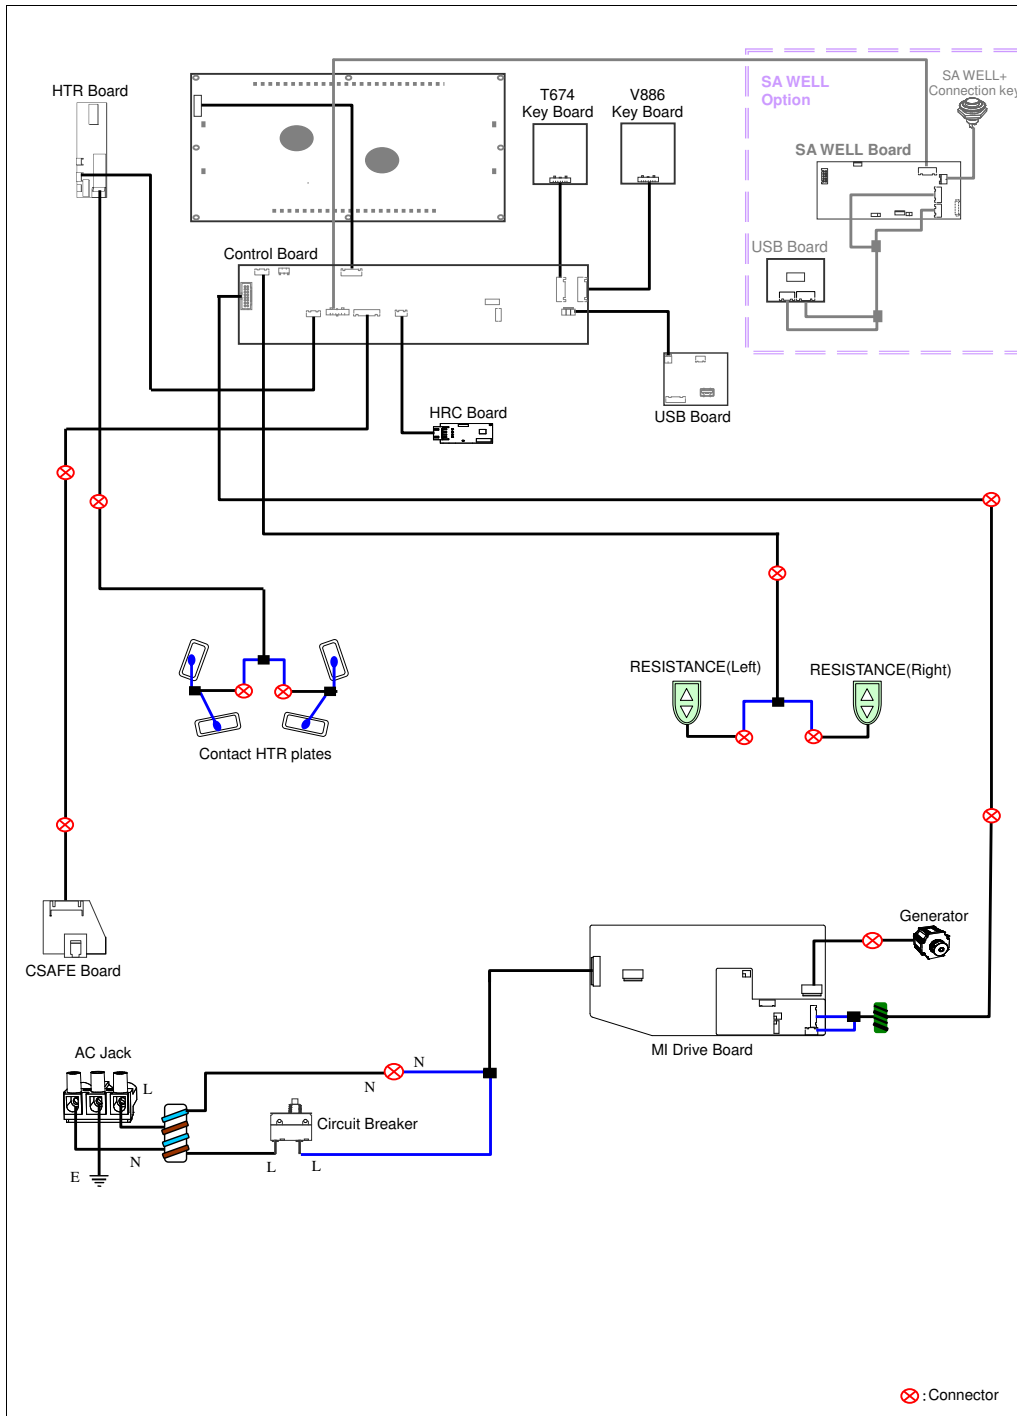 HTR Board
T674
Key Board
V886
Key Board
SA WELL
Option
SA WELL+
Connection key
SA WELL Board
USB Board
Control Board
HRC Board
USB Board
RESISTANCE(Left)
RESISTANCE(Right)
Contact HTR plates
Generator
CSAFE Board
MI Drive Board
AC Jack
L
N
N
Circuit Breaker
N
L
L
E
: Connector